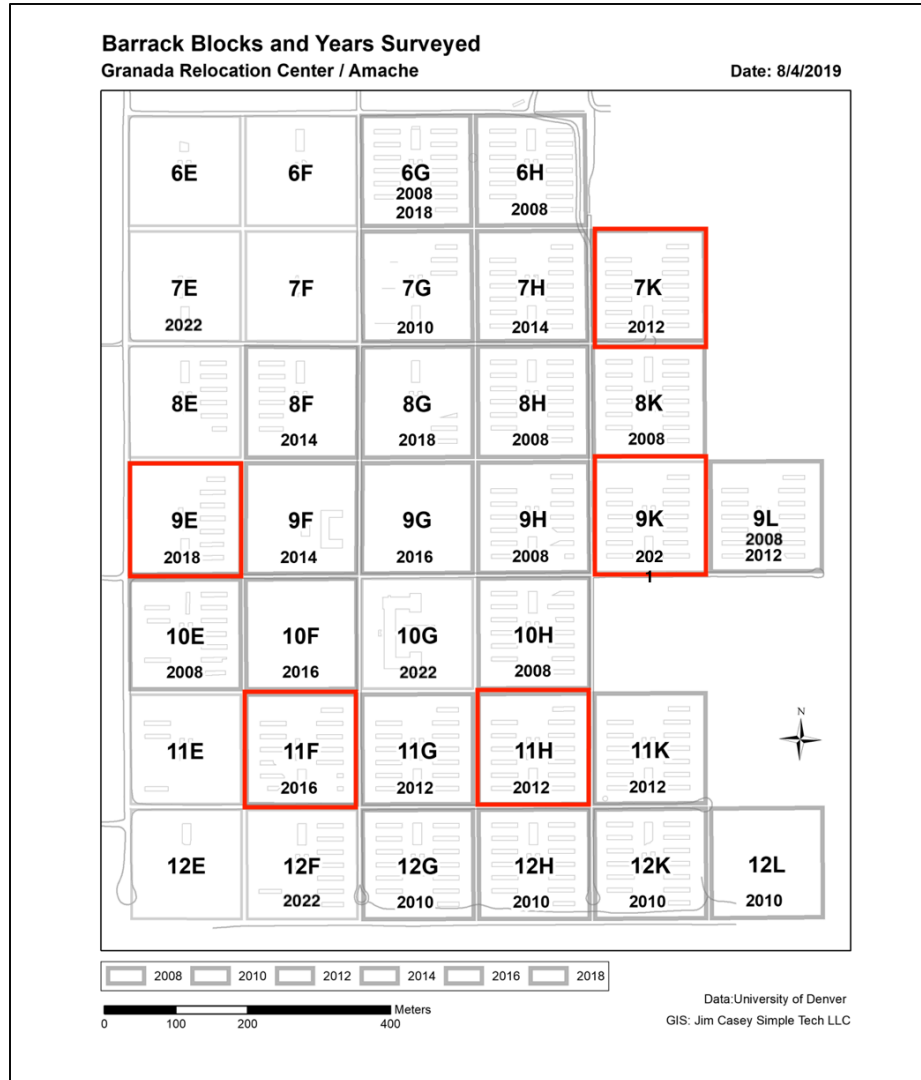 Barrack Blocks and Years Surveyed
Granada Relocation Center / Amache
Date: 8/4/2019
6E
6F
6G
2008
2018
6H
2008
7E
2022
7F
7G
2010
7H
2014
7K
2012
8E
8F
2014
8G
2018
8H
2008
8K
2008
9E
2018
9F
2014
9G
2016
9H
2008
9K
202
1
9L
2008
2012
10E
2008
10F
2016
10G
2022
10H
2008
11E
11F
2016
11G
2012
11H
2012
11K
2012
N
12E
12F
2022
12G
2010
12H
2010
12K
2010
12L
2010
2008 2010 2012 2014 2016 2018
Meters
0 100 200 400
Data:University of Denver
GIS: Jim Casey Simple Tech LLC